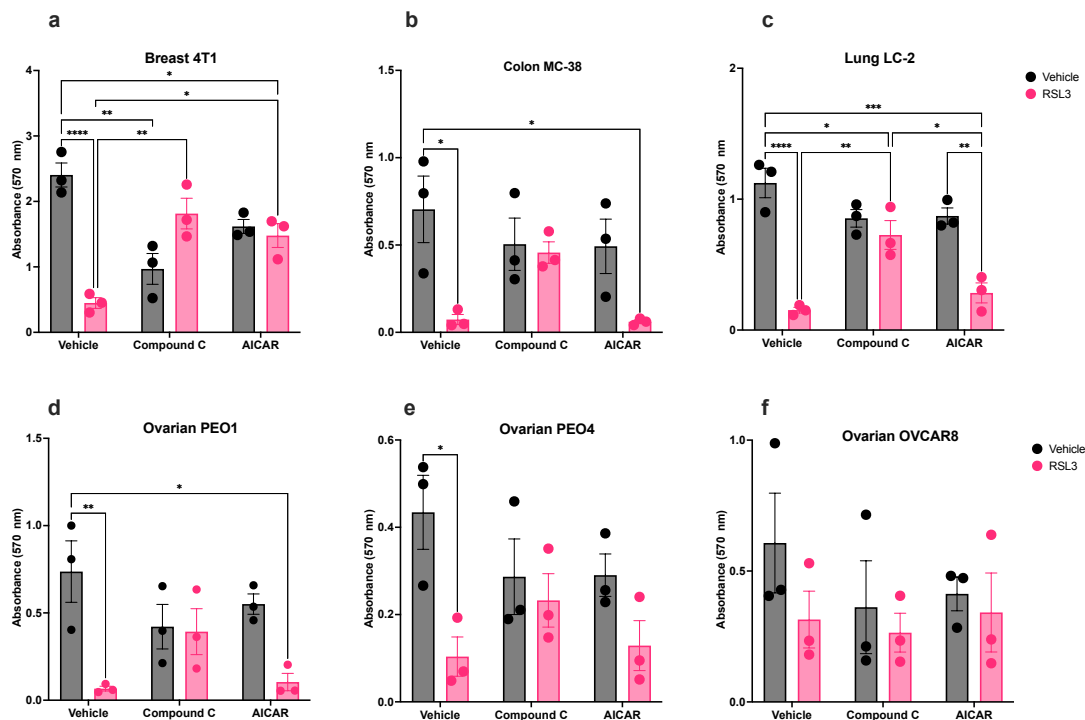 a
b
c
Breast 4T1
Colon MC-38
Lung LC-2
Absorbance (570 nm
4
3
2
1
0
*
*
**
****
**
Vehicle
Compound C
AICAR
Absorbance (570 nm
1.5
1.0
0.5
0.0
*
*
Vehicle
Compound C
AICAR
Absorbance (570 nm
2
1
0
***
*
*
****
**
**
Vehicle
Compound C
AICAR
Vehicle
RSL3
d
e
f
Ovarian PEO1
Ovarian PEO4
Ovarian OVCAR8
Absorbance (570 nm)
1.5
1.0
0.5
0.0
*
**
Vehicle
Compound C
AICAR
Absorbance (570 nm)
0.6
0.4
0.2
0.0
*
Vehicle
Compound C
AICAR
Absorbance (570 nm)
1.0
0.5
0.0
Vehicle
Compound C
AICAR
Vehicle
RSL3